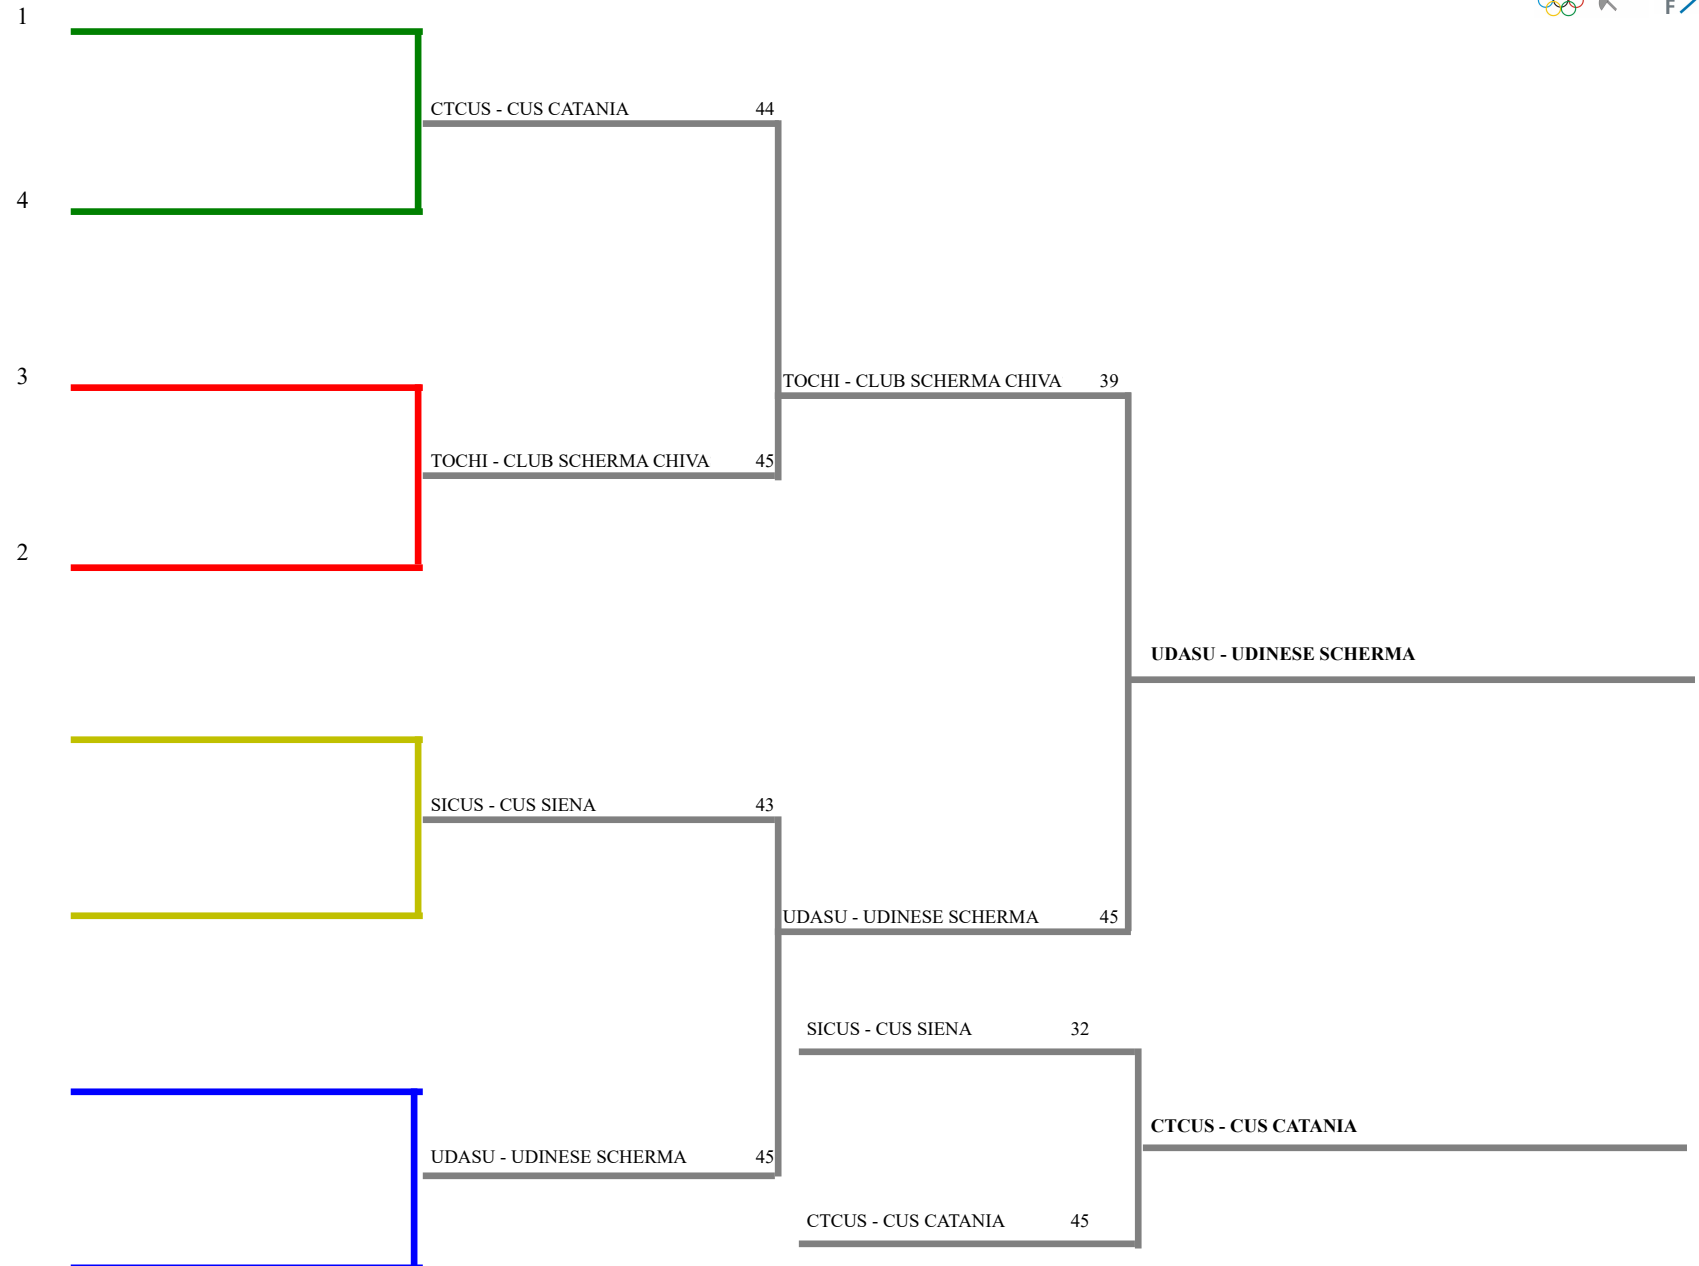 1
F
CTCUS - CUS CATANIA 44
4
3
TOCHI - CLUB SCHERMA CHIVA 39
TOCHI - CLUB SCHERMA CHIVA 45
2
UDASU - UDINESE SCHERMA
SICUS - CUS SIENA 43
UDASU - UDINESE SCHERMA 45
SICUS - CUS SIENA 32
CTCUS - CUS CATANIA
UDASU - UDINESE SCHERMA 45
CTCUS - CUS CATANIA 45